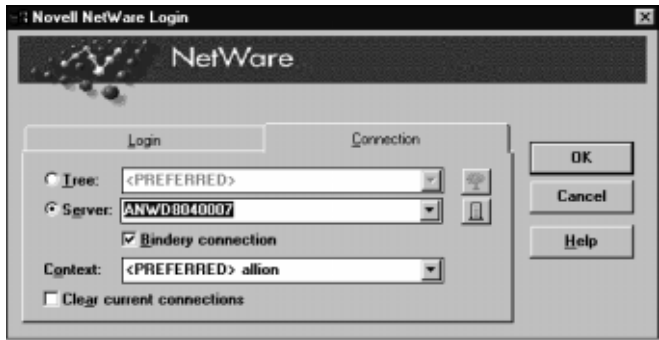 Novell NetWare Login
NetWare
Login
Connection
Tree: <PREFERRED>
Server: ANWD8040007
Bindery connection
Context: <PREFERRED> allion
Clear current connections
OK
Cancel
Help